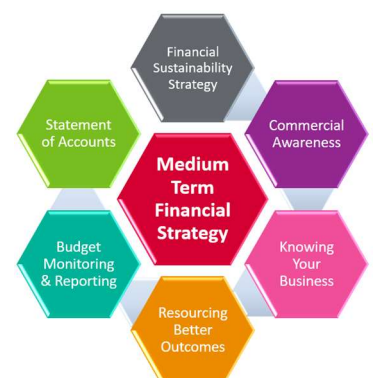 Financial
Sustainability
Strategy
Commercial
Awareness
Knowing
Your
Business
Resourcing
Better
Outcomes
Budget
Monitoring
& Reporting
Statement
of Accounts
Medium
Term
Financial
Strategy